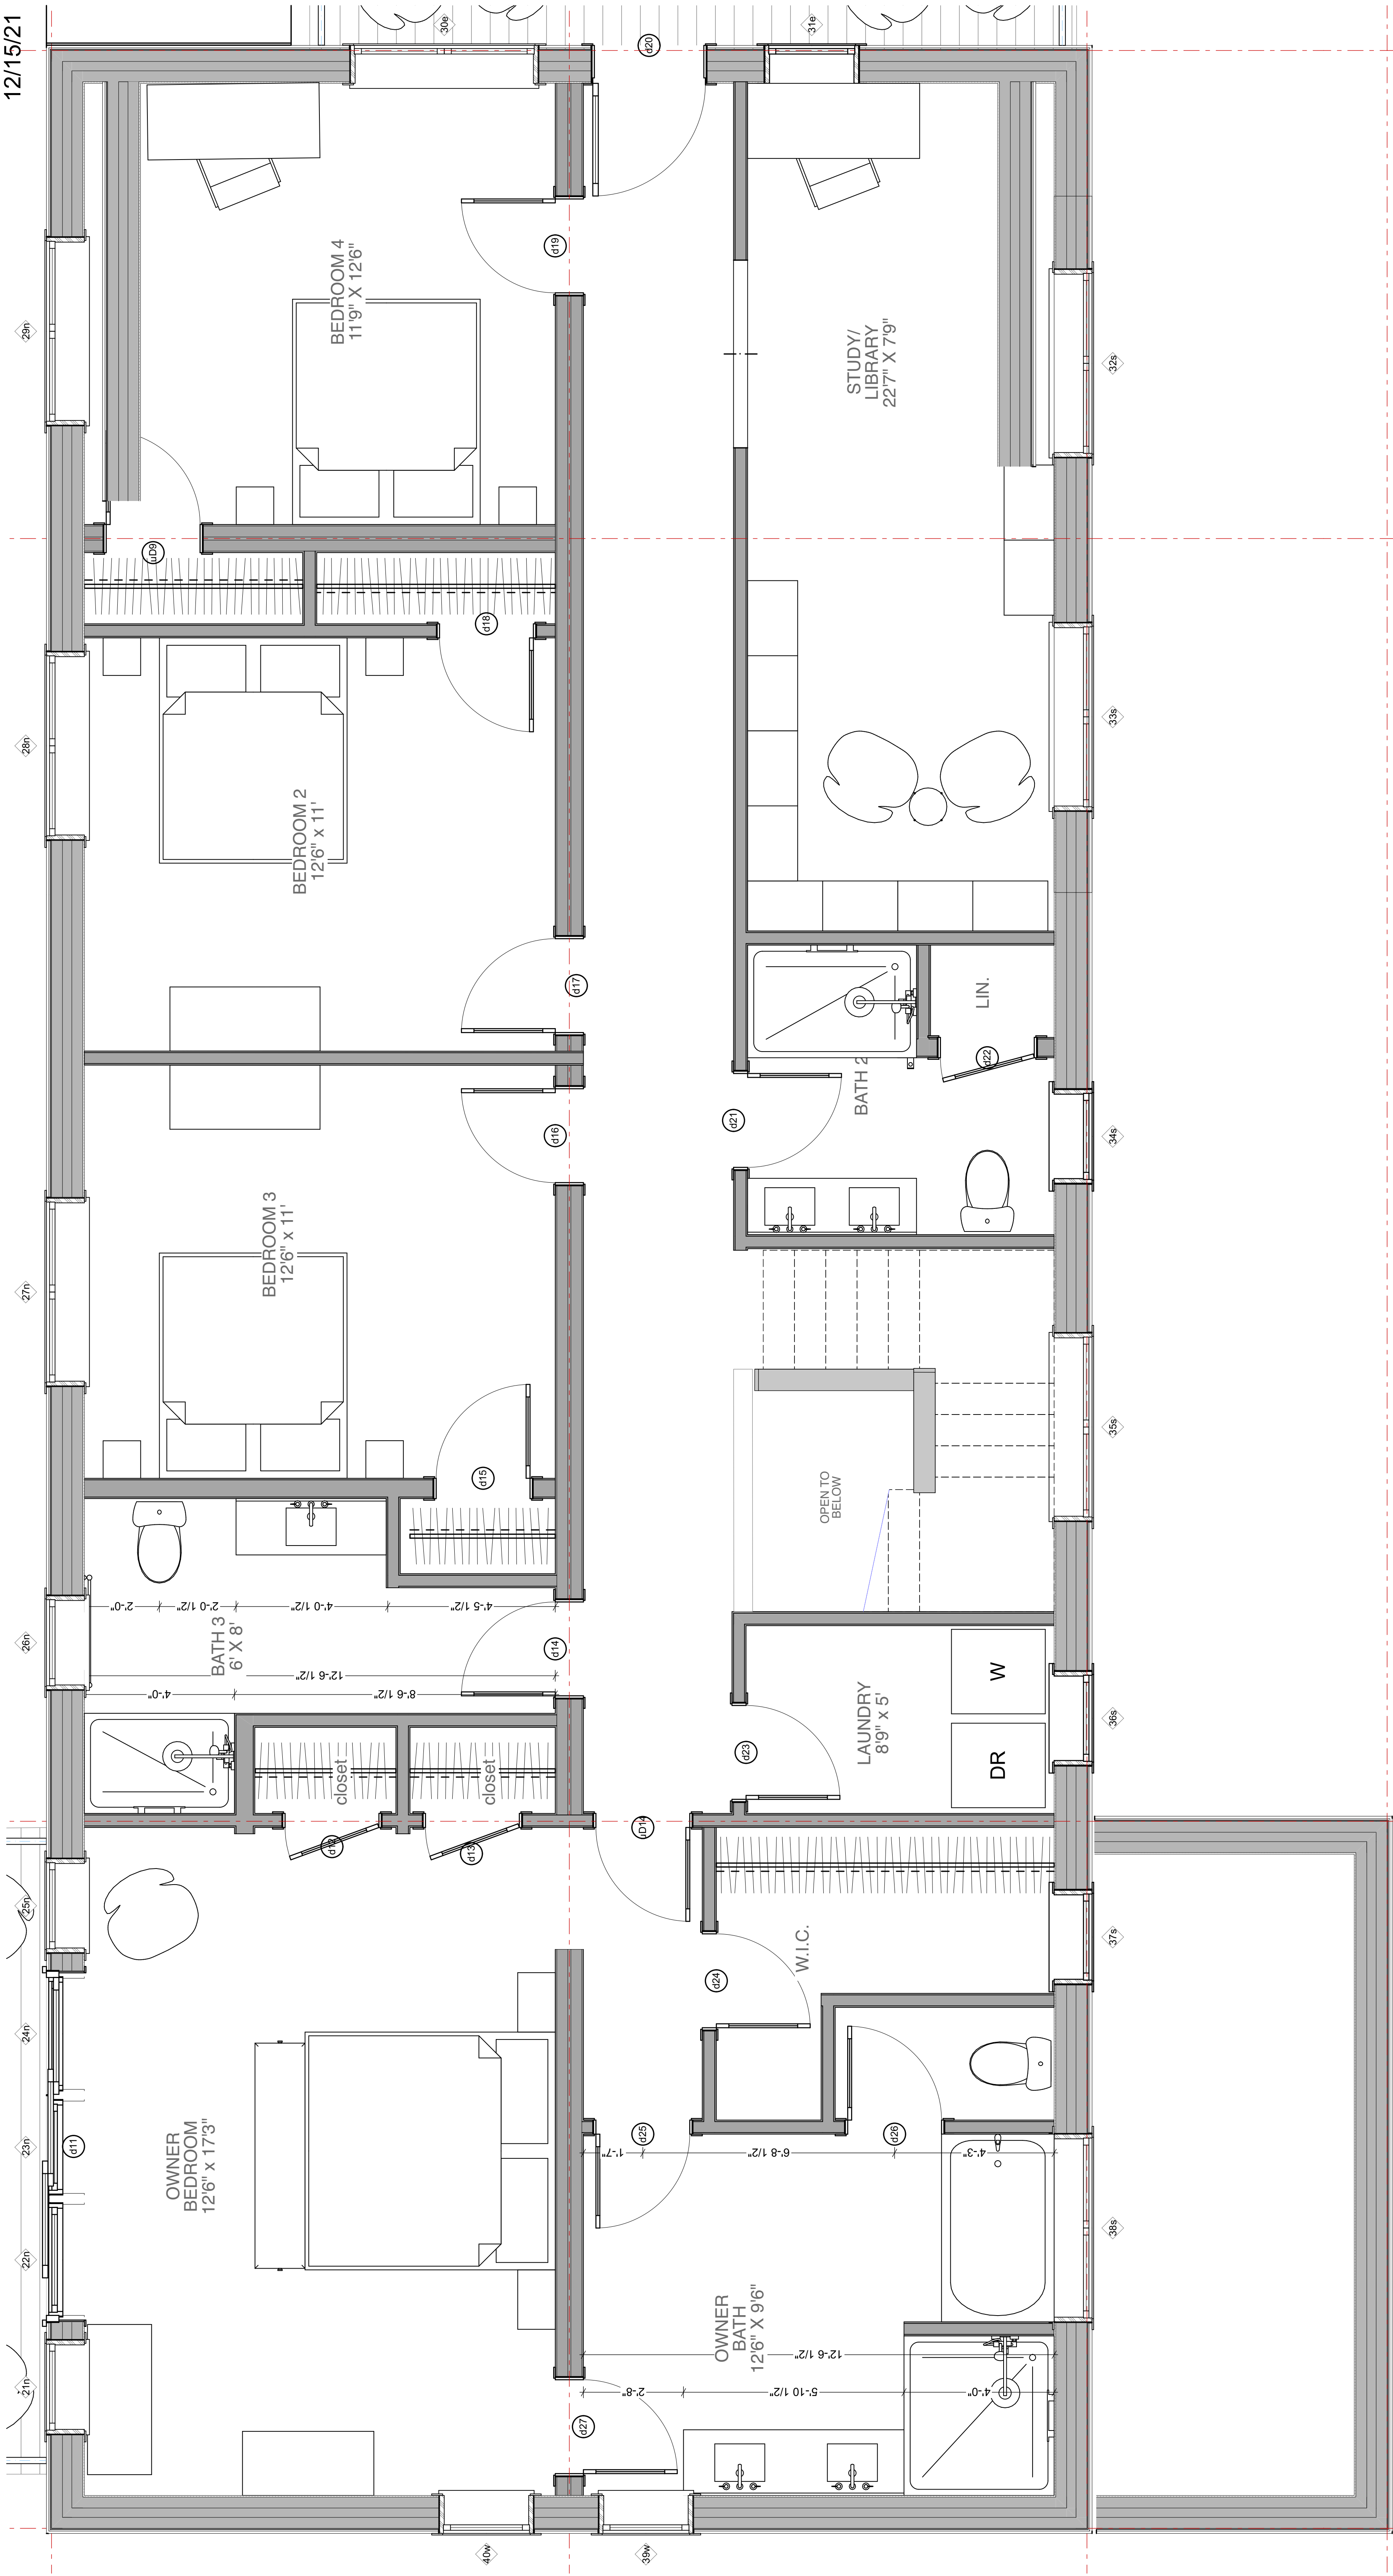 12/15/21
30e
31e
d20
BEDROOM 4
11'9" X 12'6"
d19
29n
STUDY/
LIBRARY
22'7" X 7'9"
32s
uD9
d18
28n
BEDROOM 2
12'6" x 11'
33s
d17
LIN.
d22
BATH 2
d21
34s
d16
BEDROOM 3
12'6" x 11'
27n
35s
d15
OPEN TO
BELOW
2'-0"
2'-0 1/2"
4'-0 1/2"
4'-5 1/2"
26n
BATH 3
6' X 8'
d14
12'-6 1/2"
4'-0"
8'-6 1/2"
W
LAUNDRY
8'9" x 5'
36s
DR
d23
closet
closet
d12
d13
uD14
25n
W.I.C.
37s
d24
24n
23n
d11
22n
21n
OWNER
BEDROOM
12'6" x 17'3"
d25
d26
1'-7"
6'-8 1/2"
4'-3"
38s
OWNER
BATH
12'6" X 9'6"
12'-6 1/2"
2'-8"
5'-10 1/2"
4'-0"
d27
40w
39w